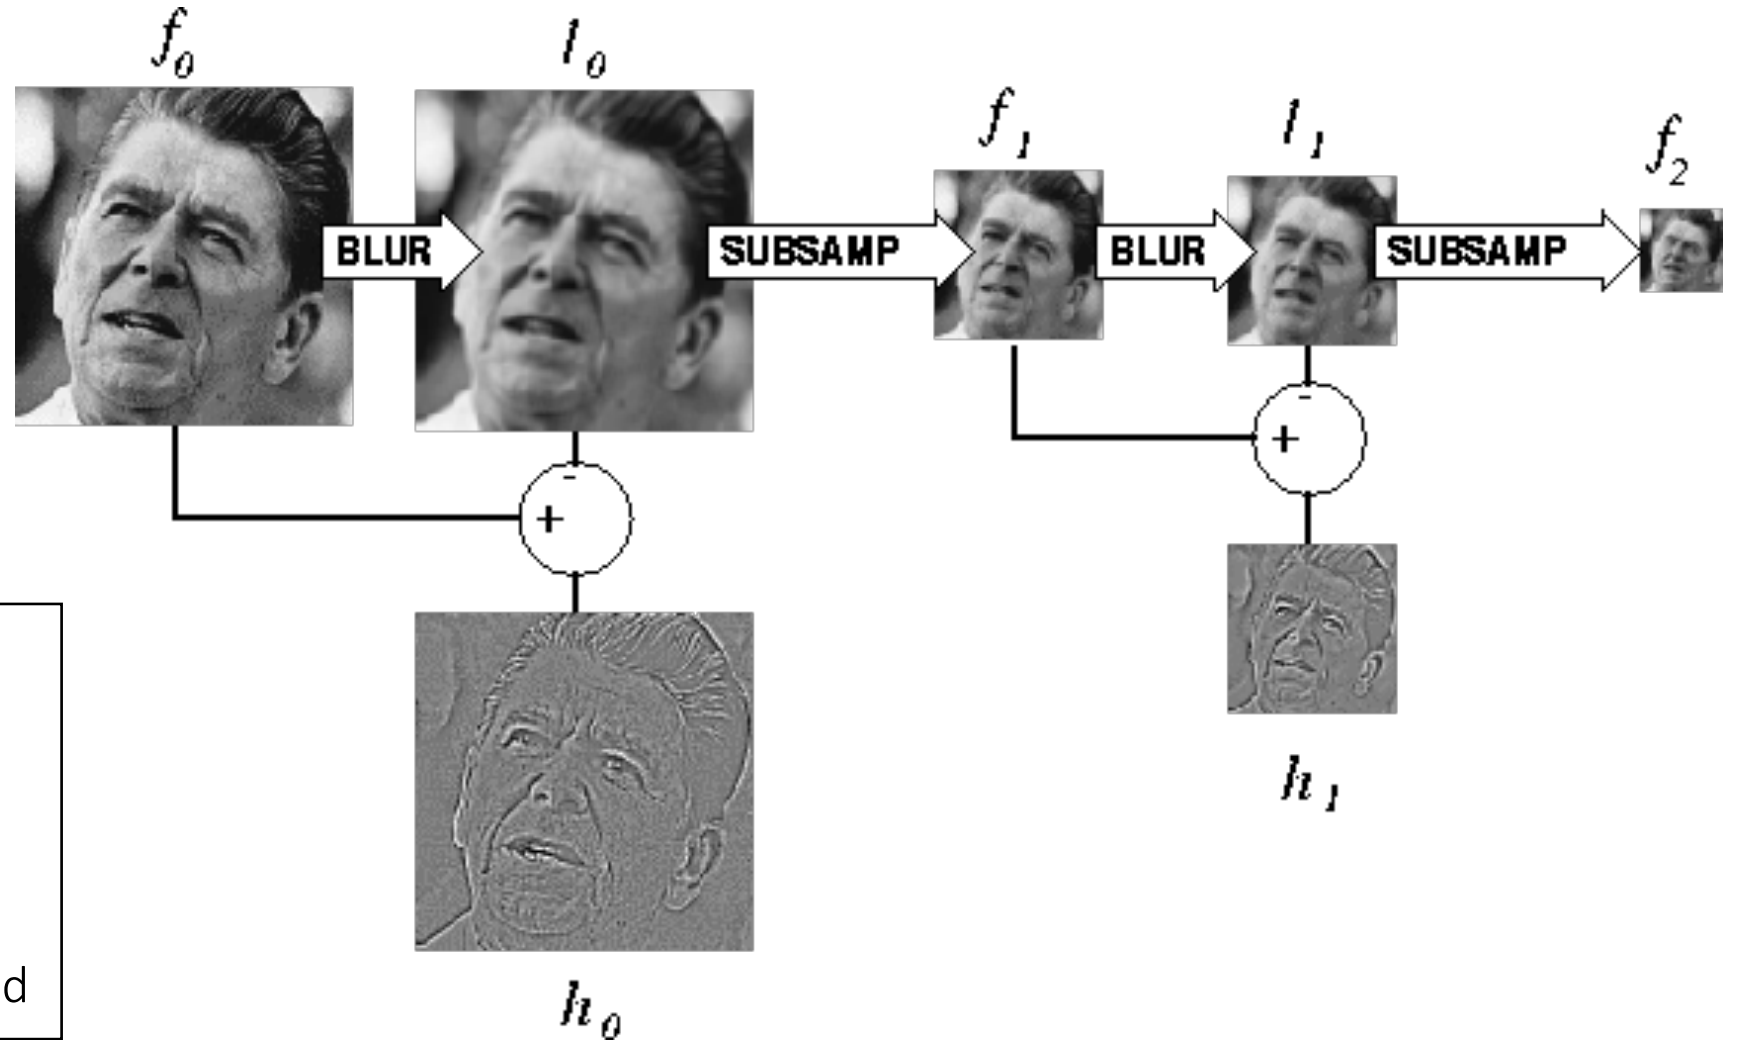 f₀
l₀
f₁
l₁
f₂
BLUR
SUBSAMP
BLUR
SUBSAMP
-
+
-
+
h₁
d
h₀